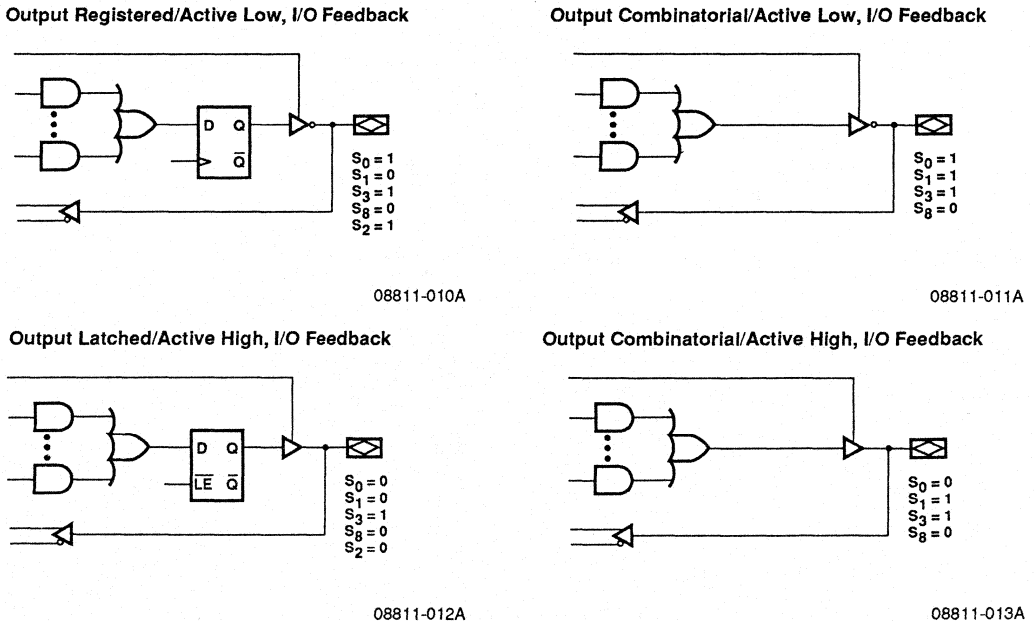 Output Registered/Active Low, I/O Feedback
D Q
Q̅
S0 = 1
S1 = 0
S3 = 1
S8 = 0
S2 = 1
08811-010A
Output Combinatorial/Active Low, I/O Feedback
S0 = 1
S1 = 1
S3 = 1
S8 = 0
08811-011A
Output Latched/Active High, I/O Feedback
D Q
L̅E̅ Q̅
S0 = 0
S1 = 0
S3 = 1
S8 = 0
S2 = 0
08811-012A
Output Combinatorial/Active High, I/O Feedback
S0 = 0
S1 = 1
S3 = 1
S8 = 0
08811-013A